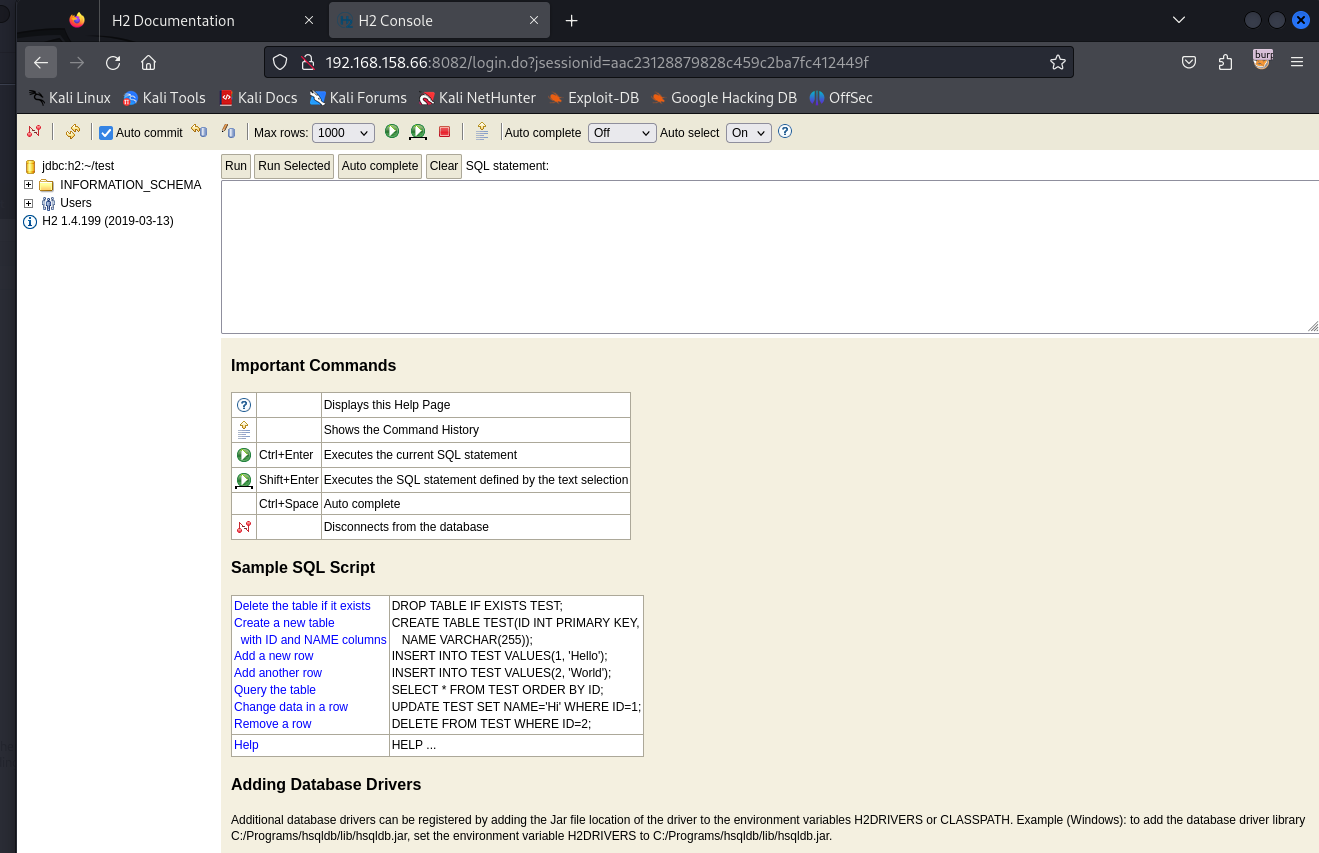 H2 Documentation
H2 Console
192.168.158.66:8082/login.do?jsessionid=aac23128879828c459c2ba7fc412449f
Kali Linux Kali Tools Kali Docs Kali Forums Kali NetHunter Exploit-DB Google Hacking DB OffSec
Auto commit Max rows: 1000 Auto complete Off Auto select On
jdbc:h2:~/test
INFORMATION_SCHEMA
Users
H2 1.4.199 (2019-03-13)
Run Run Selected Auto complete Clear SQL statement:
Important Commands
Displays this Help Page
Shows the Command History
Ctrl+Enter Executes the current SQL statement
Shift+Enter Executes the SQL statement defined by the text selection
Ctrl+Space Auto complete
Disconnects from the database
Sample SQL Script
Delete the table if it exists DROP TABLE IF EXISTS TEST;
Create a new table CREATE TABLE TEST(ID INT PRIMARY KEY,
with ID and NAME columns NAME VARCHAR(255));
Add a new row INSERT INTO TEST VALUES(1, 'Hello');
Add another row INSERT INTO TEST VALUES(2, 'World');
Query the table SELECT * FROM TEST ORDER BY ID;
Change data in a row UPDATE TEST SET NAME='Hi' WHERE ID=1;
Remove a row DELETE FROM TEST WHERE ID=2;
Help HELP ...
Adding Database Drivers
Additional database drivers can be registered by adding the Jar file location of the driver to the environment variables H2DRIVERS or CLASSPATH. Example (Windows): to add the database driver library
C:/Programs/hsqldb/lib/hsqldb.jar, set the environment variable H2DRIVERS to C:/Programs/hsqldb/lib/hsqldb.jar.